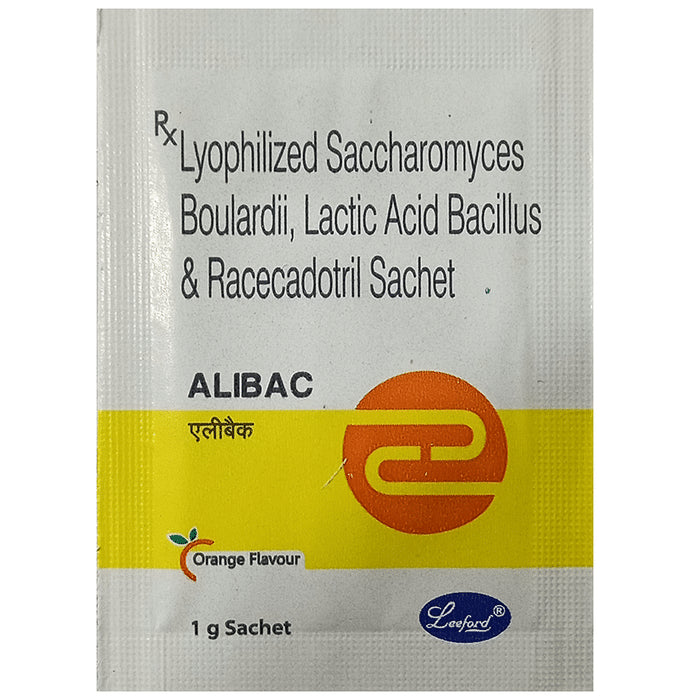 Rx Lyophilized Saccharomyces
Boulardii, Lactic Acid Bacillus
& Racecadotril Sachet
ALIBAC
एलीबैक
Orange Flavour
1 g Sachet
Leeford®